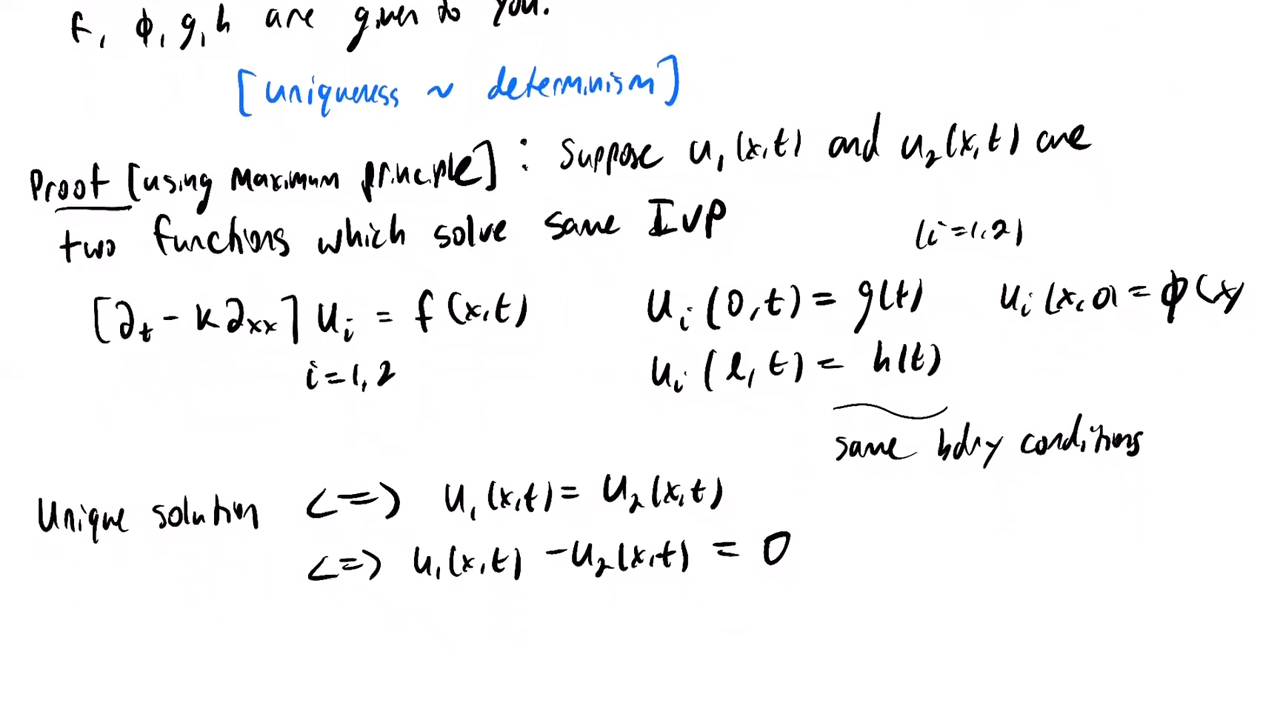 f, ϕ, g, h are given to you.
[uniqueness ~ determinism]
Proof [using Maximum principle] : Suppose u₁(x,t) and u₂(x,t) are
two functions which solve same IVP
(i=1,2)
[∂ₜ - k∂ₓₓ] uᵢ = f(x,t) uᵢ(0,t) = g(t) uᵢ(x,0) = ϕ(x)
i=1,2 uᵢ(l,t) = h(t)
same bdry conditions
Unique solution <=> u₁(x,t) = u₂(x,t)
<=> u₁(x,t) - u₂(x,t) = 0